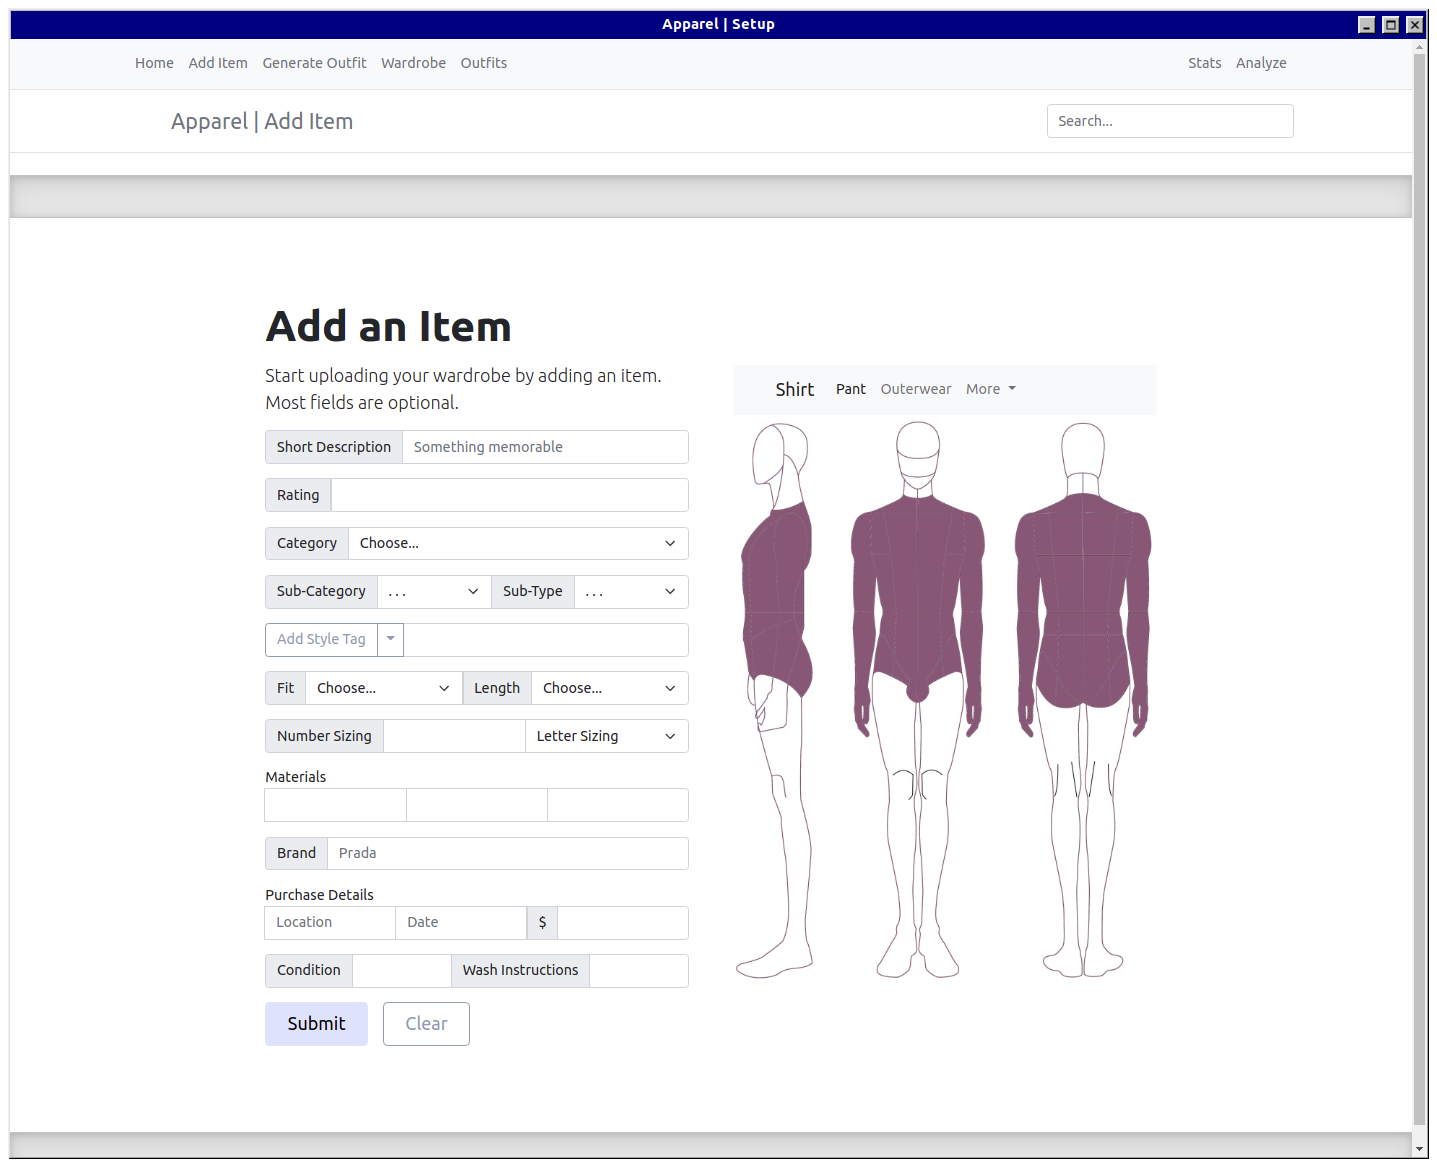 Apparel | Setup
Home Add Item Generate Outfit Wardrobe Outfits Stats Analyze
Apparel | Add Item
Search...
Add an Item
Start uploading your wardrobe by adding an item.
Most fields are optional.
Short Description Something memorable
Rating
Category Choose...
Sub-Category ... Sub-Type ...
Add Style Tag
Fit Choose... Length Choose...
Number Sizing Letter Sizing
Materials
Brand Prada
Purchase Details
Location Date $
Condition Wash Instructions
Submit Clear
Shirt Pant Outerwear More